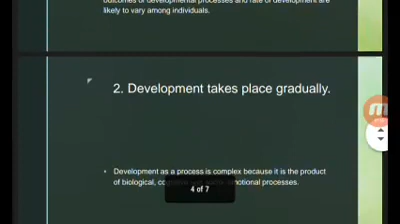 outcomes of developmental processes and rate of development are
likely to vary among individuals.
2. Development takes place gradually.
• Development as a process is complex because it is the product
of biological, co
notional processes.
4 of 7
M